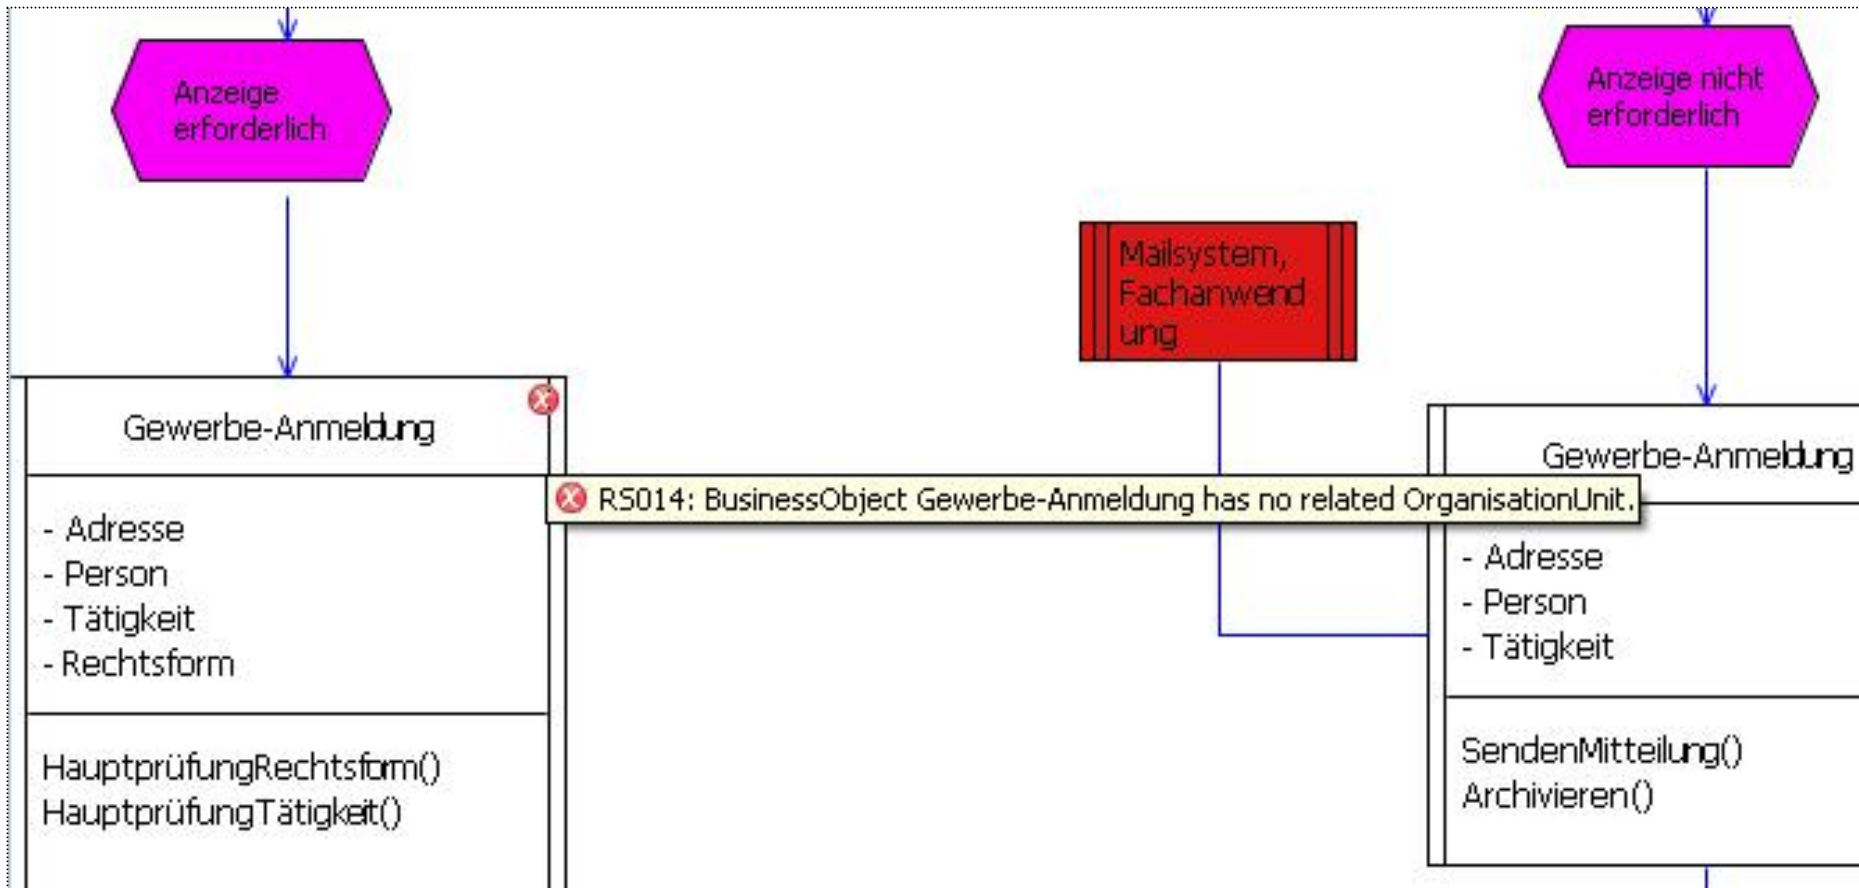 Anzeige
erforderlich
Anzeige nicht
erforderlich
Mailsystem,
Fachanwend
ung
Gewerbe-Anmeldung
RS014: BusinessObject Gewerbe-Anmeldung has no related OrganisationUnit.
- Adresse
- Person
- Tätigkeit
- Rechtsform
HauptprüfungRechtsform()
HauptprüfungTätigkeit()
Gewerbe-Anmeldung
- Adresse
- Person
- Tätigkeit
SendenMitteilung()
Archivieren()